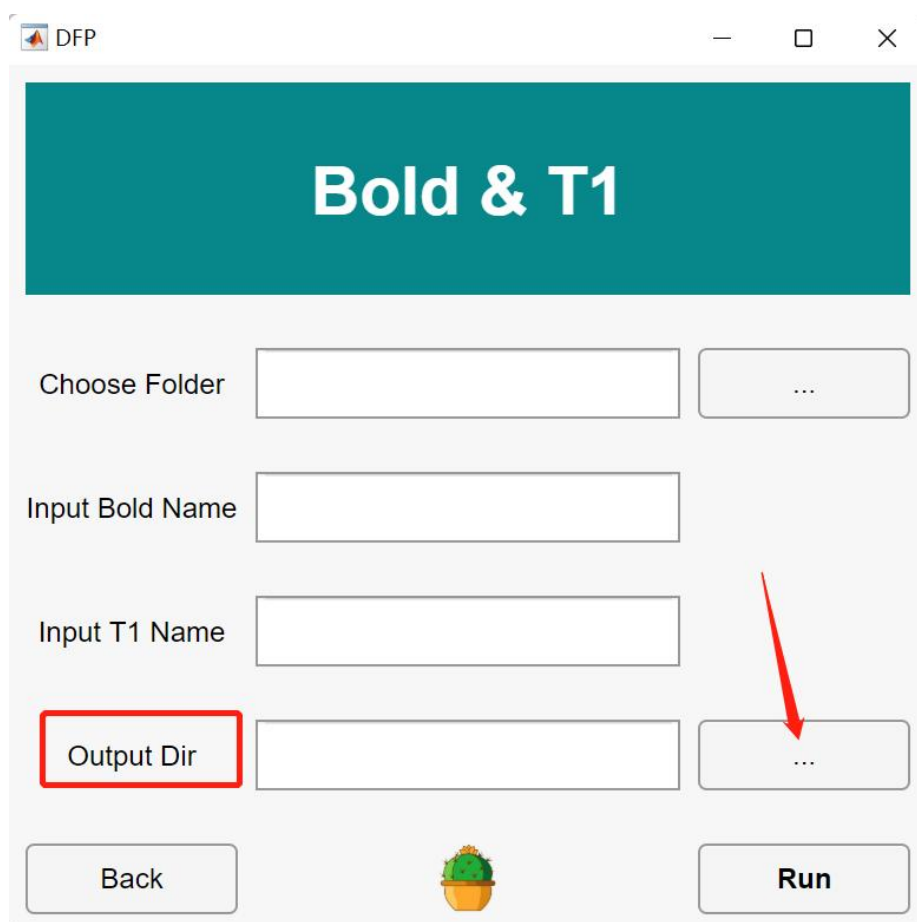 DFP
Bold & T1
Choose Folder ...
Input Bold Name
Input T1 Name
Output Dir ...
Back Run